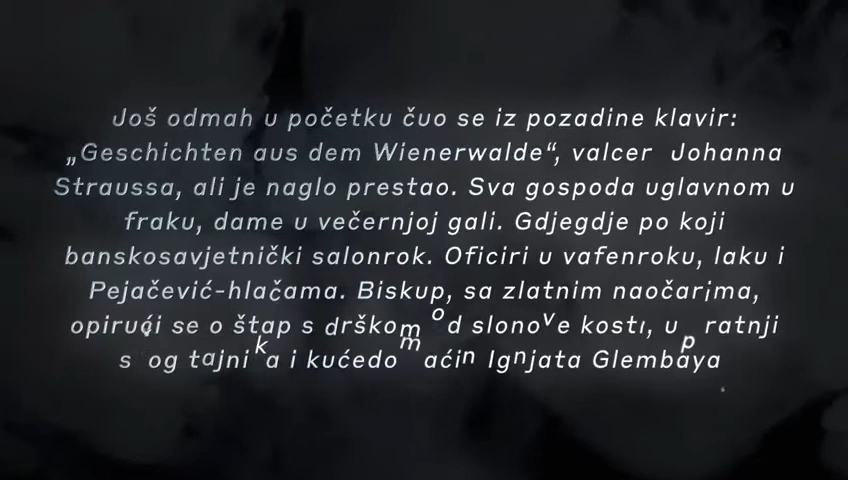 Još odmah u početku čuo se iz pozadine klavir:
„Geschichten aus dem Wienerwalde“, valcer Johanna
Straussa, ali je naglo prestao. Sva gospoda uglavnom u
fraku, dame u večernjoj gali. Gdjegdje po koji
banskosavjetnički salonrok. Oficiri u vafenroku, laku i
Pejačević-hlačama. Biskup, sa zlatnim naočarima,
opirući se o štap s drškom od slonove kosti, u pratnji
svog tajnika i kućedomaćin Ignjata Glembaya